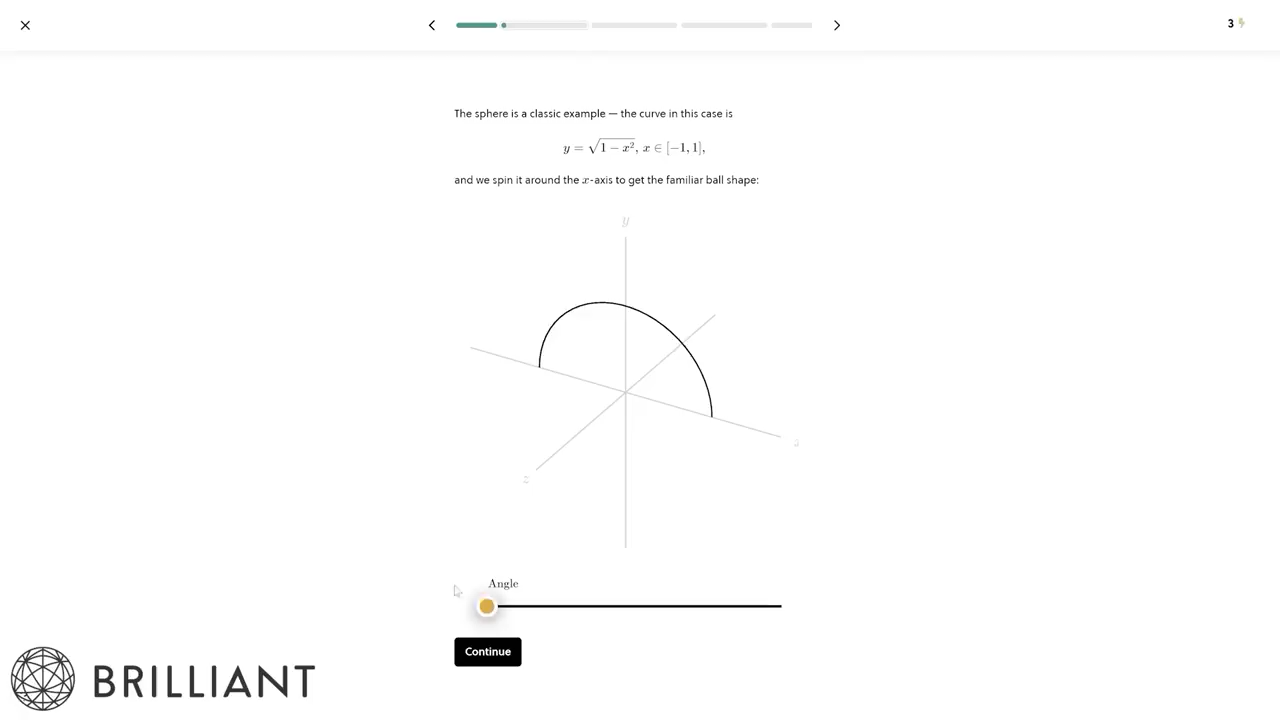 3
The sphere is a classic example — the curve in this case is
y = √1 − x², x ∈ [−1, 1],
and we spin it around the x-axis to get the familiar ball shape:
y
z
Angle
Continue
BRILLIANT